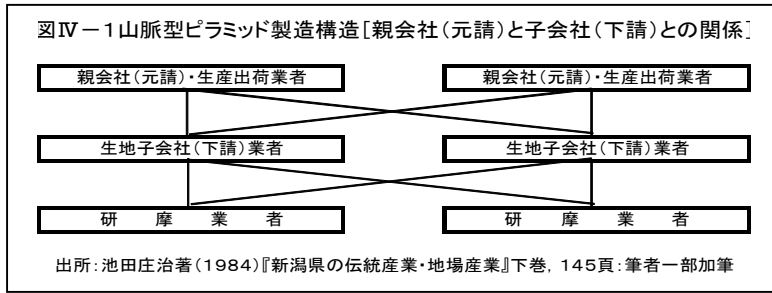 図Ⅳ－1山脈型ピラミッド製造構造[親会社(元請)と子会社(下請)との関係]
親会社(元請)・生産出荷業者
親会社(元請)・生産出荷業者
生地子会社(下請)業者
生地子会社(下請)業者
研　摩　業　者
研　摩　業　者
出所:池田庄治著(1984)『新潟県の伝統産業・地場産業』下巻, 145頁:筆者一部加筆